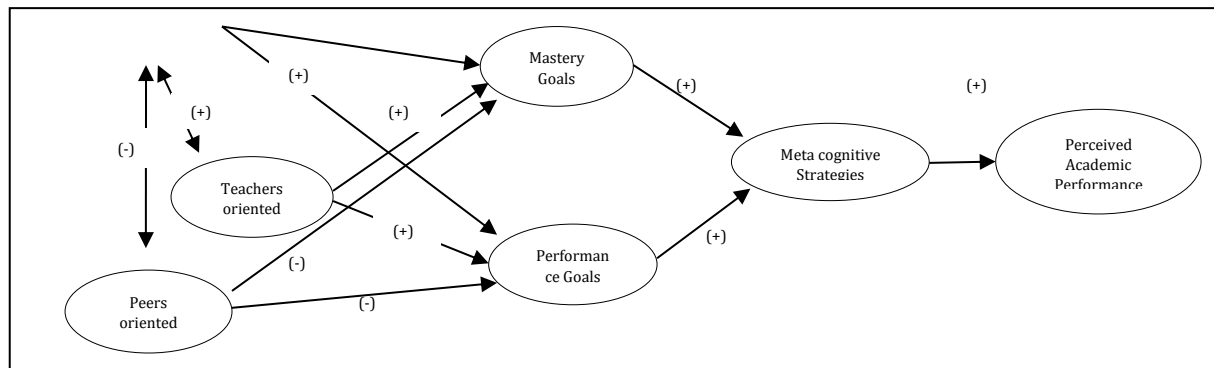 Mastery
Goals
(+)
(+)
(+)
(+)
(+)
(-)
Meta cognitive
Strategies
Perceived
Academic
Performance
Teachers
oriented
(+)
(+)
(-)
Performan
ce Goals
Peers
oriented
(-)